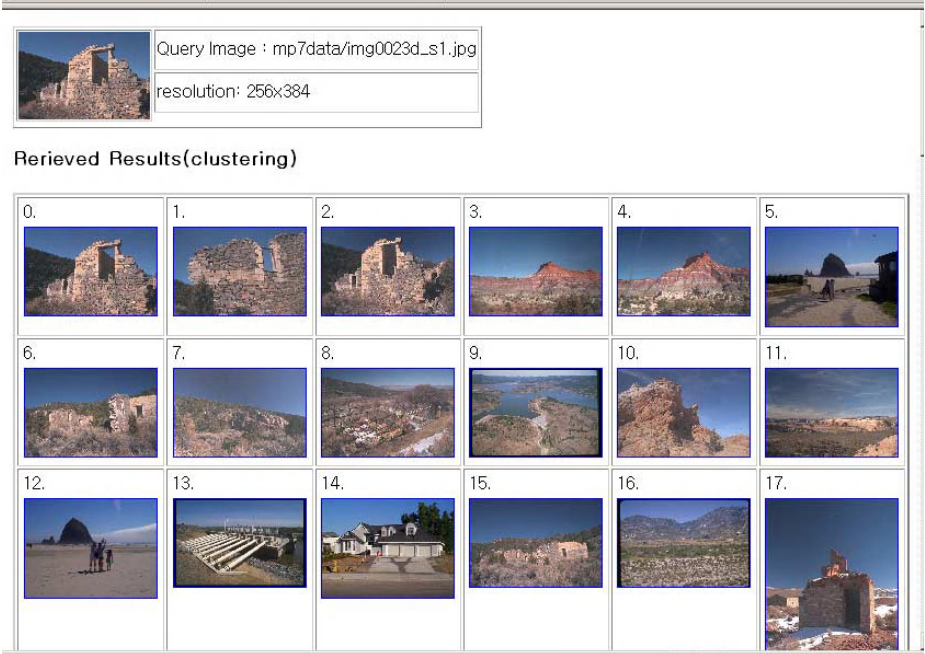 Query Image : mp7data/img0023d_s1.jpg
resolution: 256x384
Rerieved Results(clustering)
0. 1. 2. 3. 4. 5.
6. 7. 8. 9. 10. 11.
12. 13. 14. 15. 16. 17.